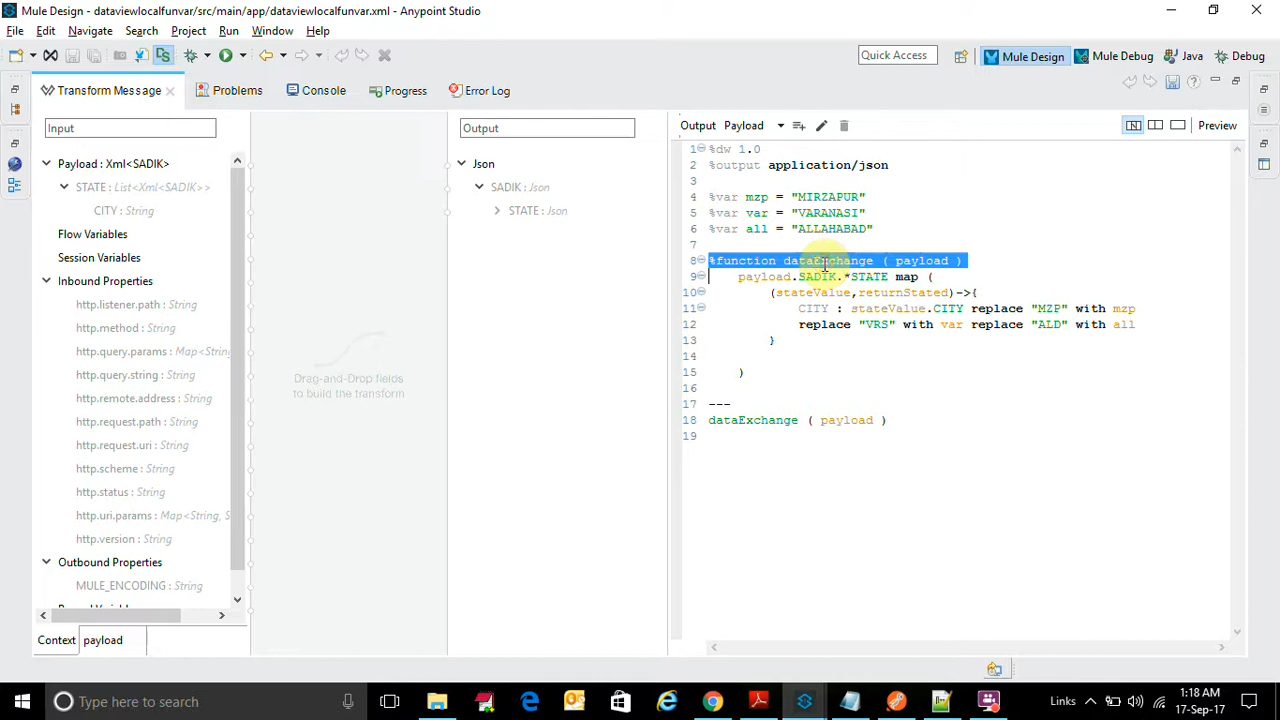 Mule Design - dataviewlocalfunvar/src/main/app/dataviewlocalfunvar.xml - Anypoint Studio
File Edit Navigate Search Project Run Window Help
Quick Access
Mule Design
Mule Debug
Java
Debug
Transform Message
Problems
Console
Progress
Error Log
Input
Output
Output Payload
Preview
Payload : Xml<SADIK>
STATE : List<Xml<SADIK>>
CITY : String
Flow Variables
Session Variables
Inbound Properties
http.listener.path : String
http.method : String
http.query.params : Map<String,
http.query.string : String
http.remote.address : String
http.request.path : String
http.request.uri : String
http.scheme : String
http.status : String
http.uri.params : Map<String, S
http.version : String
Outbound Properties
MULE_ENCODING : String
Context
payload
Drag-and-Drop fields
to build the transform
Json
SADIK : Json
STATE : Json
1 %dw 1.0
2 %output application/json
3
4 %var mzp = "MIRZAPUR"
5 %var var = "VARANASI"
6 %var all = "ALLAHABAD"
7
8 %function dataExchange ( payload )
9 payload.SADIK.*STATE map (
10 (stateValue,returnStated)->{
11 CITY : stateValue.CITY replace "MZP" with mzp
12 replace "VRS" with var replace "ALD" with all
13 }
14
15 )
16
17 ---
18 dataExchange ( payload )
19
Type here to search
Links
1:18 AM
17-Sep-17